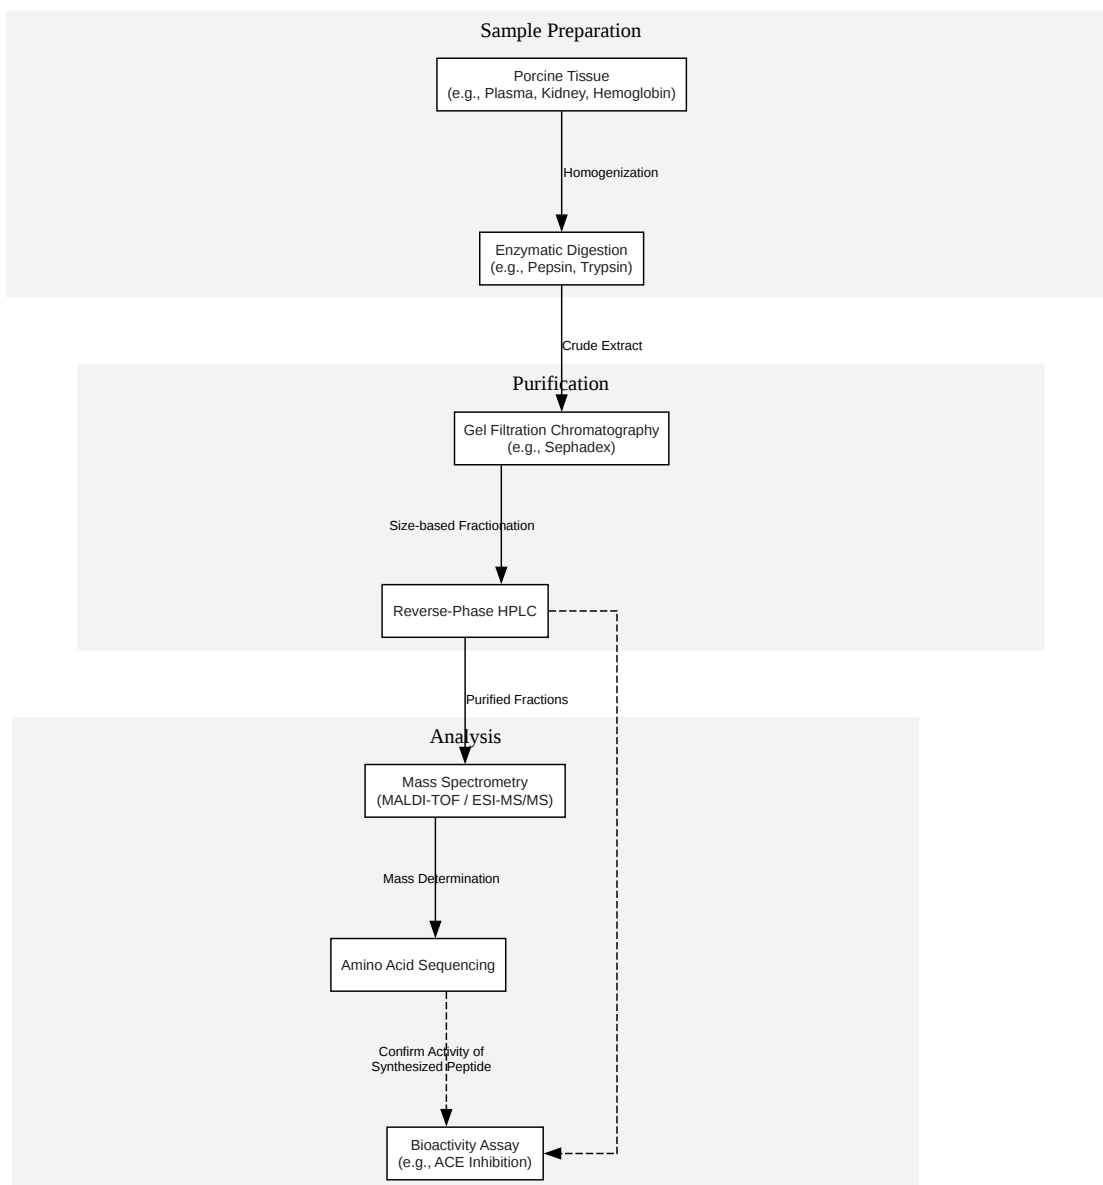 Sample Preparation
Porcine Tissue
(e.g., Plasma, Kidney, Hemoglobin)
Homogenization
Enzymatic Digestion
(e.g., Pepsin, Trypsin)
Crude Extract
Purification
Gel Filtration Chromatography
(e.g., Sephadex)
Size-based Fractionation
Reverse-Phase HPLC
Purified Fractions
Analysis
Mass Spectrometry
(MALDI-TOF / ESI-MS/MS)
Mass Determination
Amino Acid Sequencing
Confirm Activity of
Synthesized Peptide
Bioactivity Assay
(e.g., ACE Inhibition)